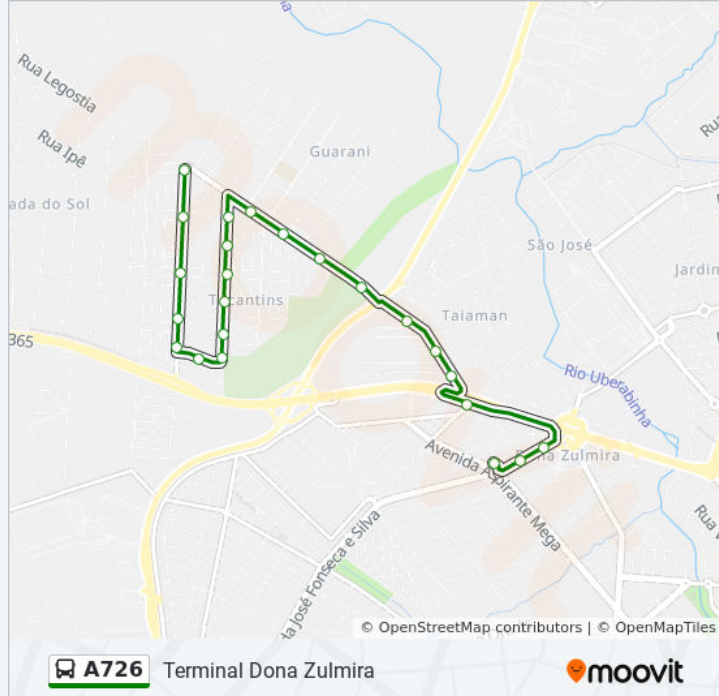 Rua Legostia
Rua Ipê
Guarani
ada do Sol
São José
Jardin
Tocantins
Taiaman
365
Rio Uberabinha
Avenida Aspirante Mega
Dona Zulmira
da José Fonseca e Silva
© OpenStreetMap contributors | © OpenMapTiles
A726 Terminal Dona Zulmira
moovit